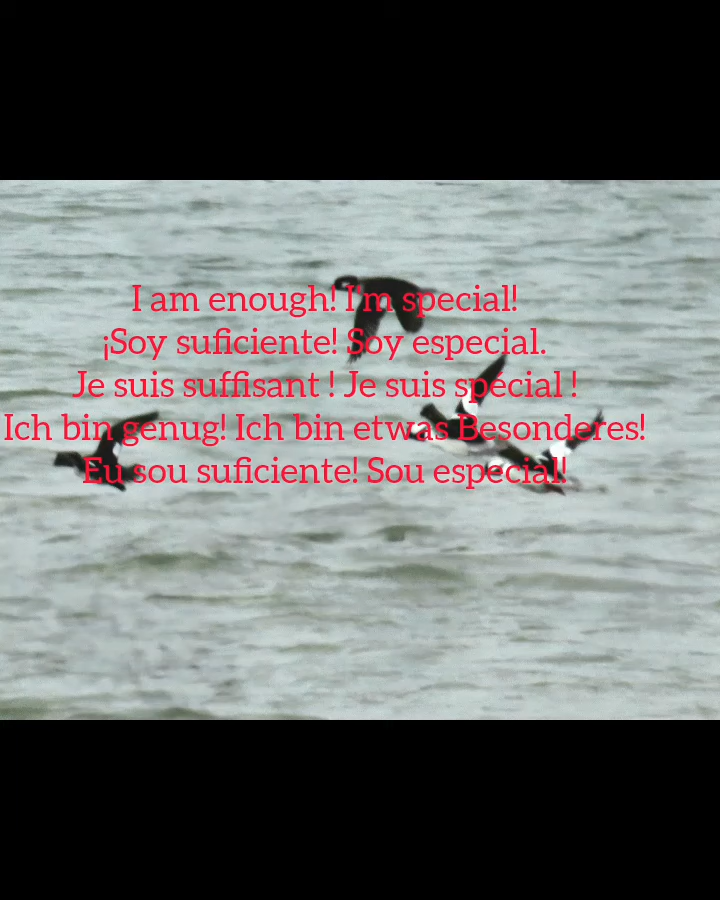 I am enough! I'm special!
¡Soy suficiente! Soy especial.
Je suis suffisant ! Je suis spécial !
Ich bin genug! Ich bin etwas Besonderes!
Eu sou suficiente! Sou especial!